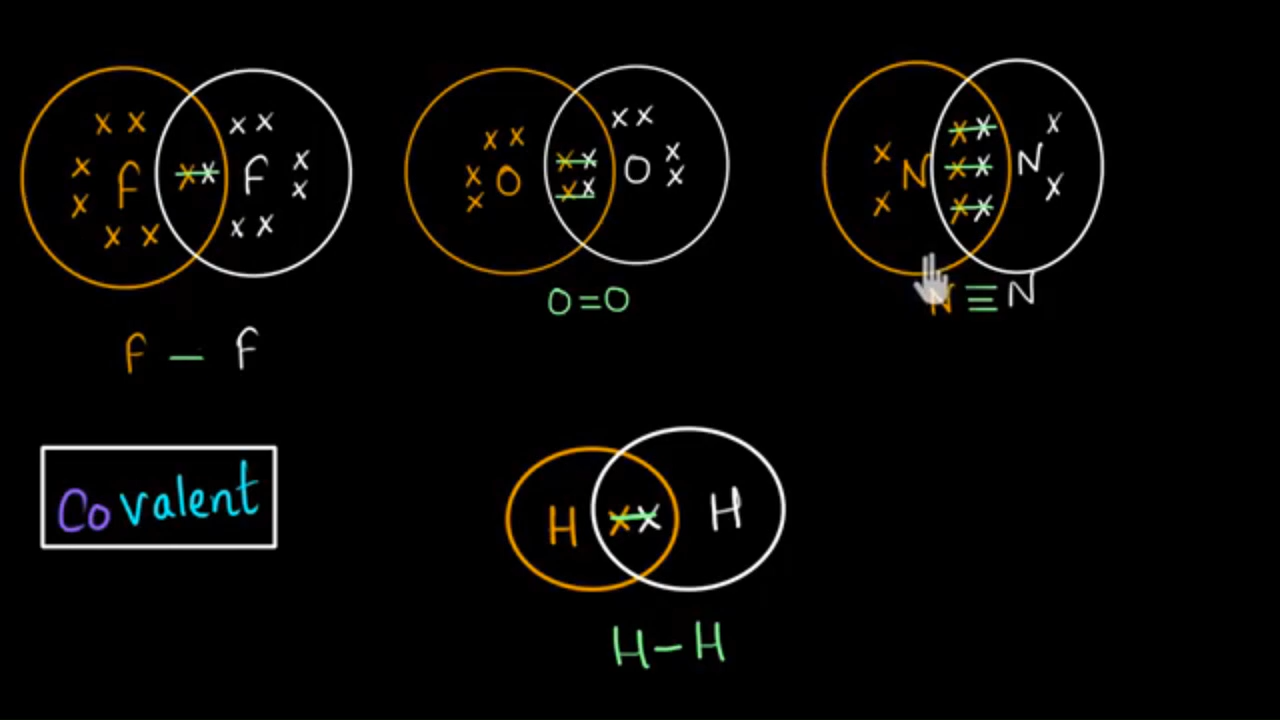 F F
O O
N N
F – F
O=O
N≡N
Covalent
H H
H–H